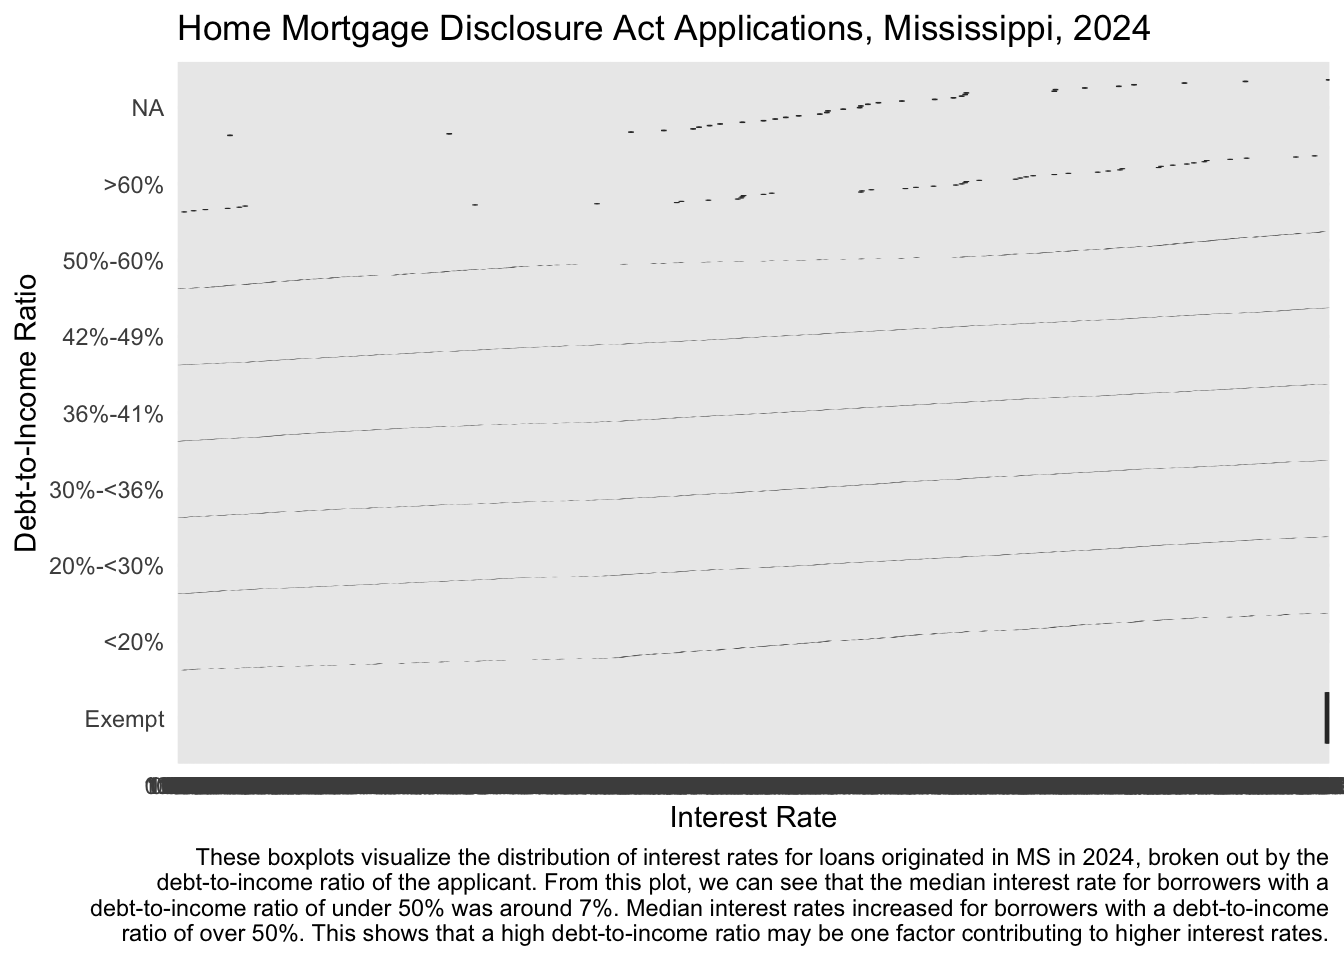 Home Mortgage Disclosure Act Applications, Mississippi, 2024
NA
>60%
50%-60%
42%-49%
36%-41%
30%-<36%
20%-<30%
<20%
Exempt
Debt-to-Income Ratio
Interest Rate
These boxplots visualize the distribution of interest rates for loans originated in MS in 2024, broken out by the
debt-to-income ratio of the applicant. From this plot, we can see that the median interest rate for borrowers with a
debt-to-income ratio of under 50% was around 7%. Median interest rates increased for borrowers with a debt-to-income
ratio of over 50%. This shows that a high debt-to-income ratio may be one factor contributing to higher interest rates.